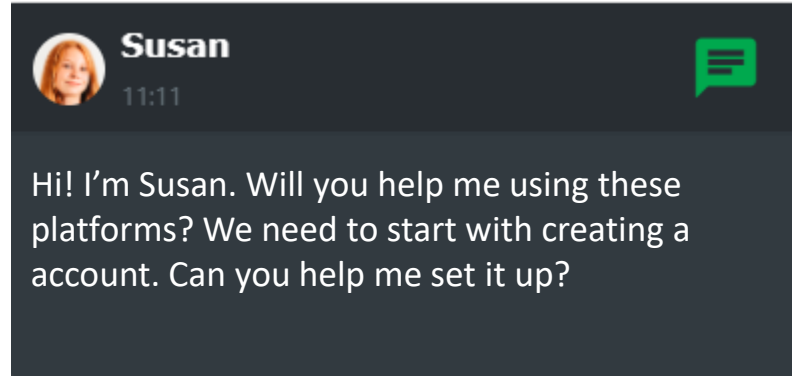 Susan
11:11
Hi! I’m Susan. Will you help me using these
platforms? We need to start with creating a
account. Can you help me set it up?